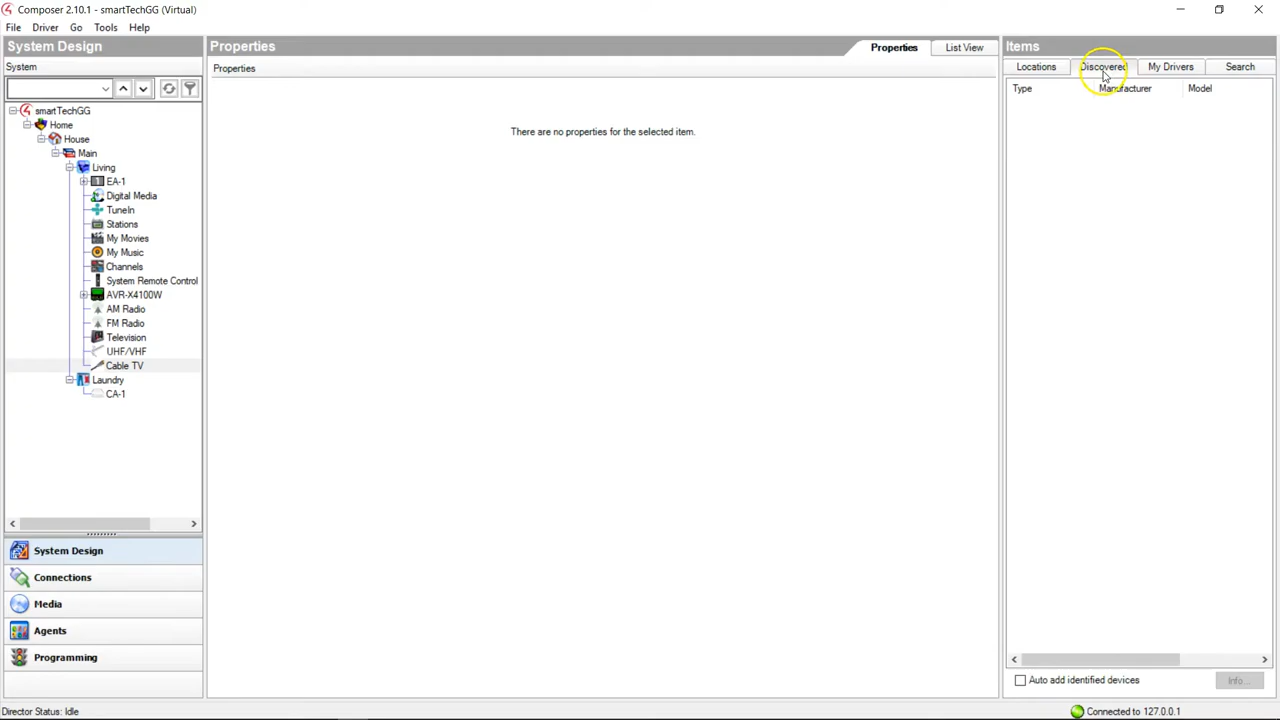 Composer 2.10.1 - smartTechGG (Virtual)
File Driver Go Tools Help
System Design
System
smartTechGG
Home
House
Main
Living
EA-1
Digital Media
TuneIn
Stations
My Movies
My Music
Channels
System Remote Control
AVR-X4100W
AM Radio
FM Radio
Television
UHF/VHF
Cable TV
Laundry
CA-1
System Design
Connections
Media
Agents
Programming
Director Status: Idle
Properties
Properties List View
Properties
There are no properties for the selected item.
Items
Locations Discovered My Drivers Search
Type Manufacturer Model
Auto add identified devices Info...
Connected to 127.0.0.1